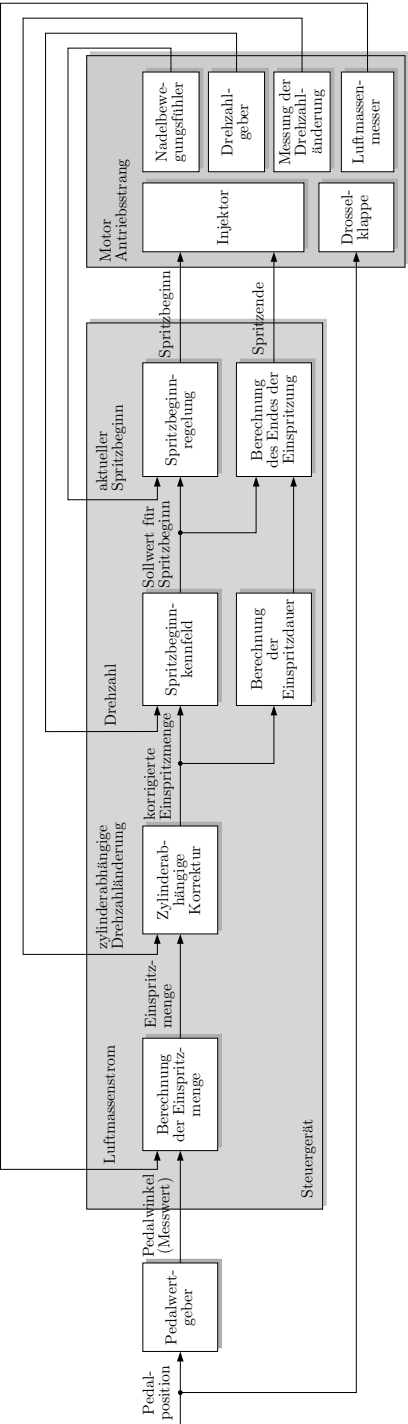 Pedal-
position
Pedalwert-
geber
Pedalwinkel
(Messwert)
Steuergerät
Luftmassenstrom
Berechnung
der Einspritz-
menge
Einspritz-
menge
zylinderabhängige
Drehzahländerung
Zylinderab-
hängige
Korrektur
korrigierte
Einspritzmenge
Drehzahl
Spritzbeginn-
kennfeld
Berechnung
der
Einspritzdauer
Sollwert für
Spritzbeginn
aktueller
Spritzbeginn
Spritzbeginn-
regelung
Berechnung
des Endes der
Einspritzung
Spritzbeginn
Spritzende
Motor
Antriebsstrang
Injektor
Drossel-
klappe
Nadelbewe-
gungsfühler
Drehzahl-
geber
Messung der
Drehzahl-
änderung
Luftmassen-
messer